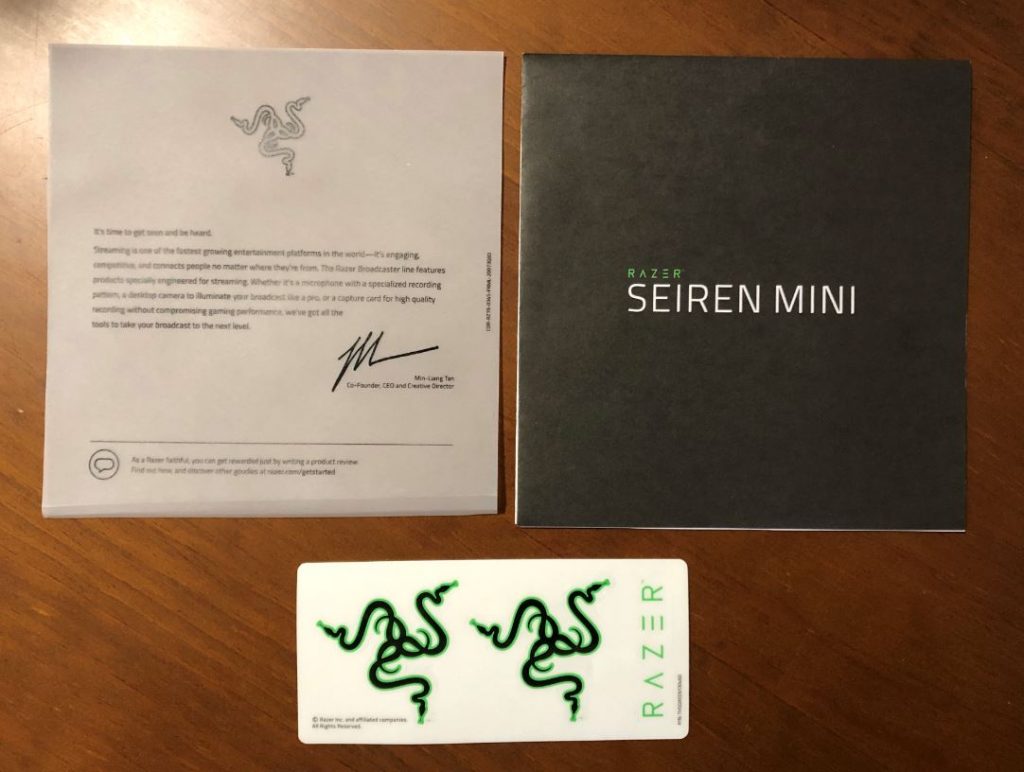 It's time to get seen and be heard.
Streaming is one of the fastest growing entertainment platforms in the world—it's engaging,
competitive, and connects people no matter where they're from. The Razer Broadcaster line features
products specially engineered for streaming. Whether it's a microphone with a specialized recording
pattern, a desktop camera to illuminate your broadcast like a pro, or a capture card for high quality
recording without compromising gaming performance, we've got all the
tools to take your broadcast to the next level.
Min-Liang Tan
Co-Founder, CEO and Creative Director
As a Razer faithful, you can get rewarded just by writing a product review.
Find out how, and discover other goodies at razer.com/getstarted
RAZER™
SEIREN MINI
© Razer Inc. and affiliated companies.
All Rights Reserved.
RAZER™